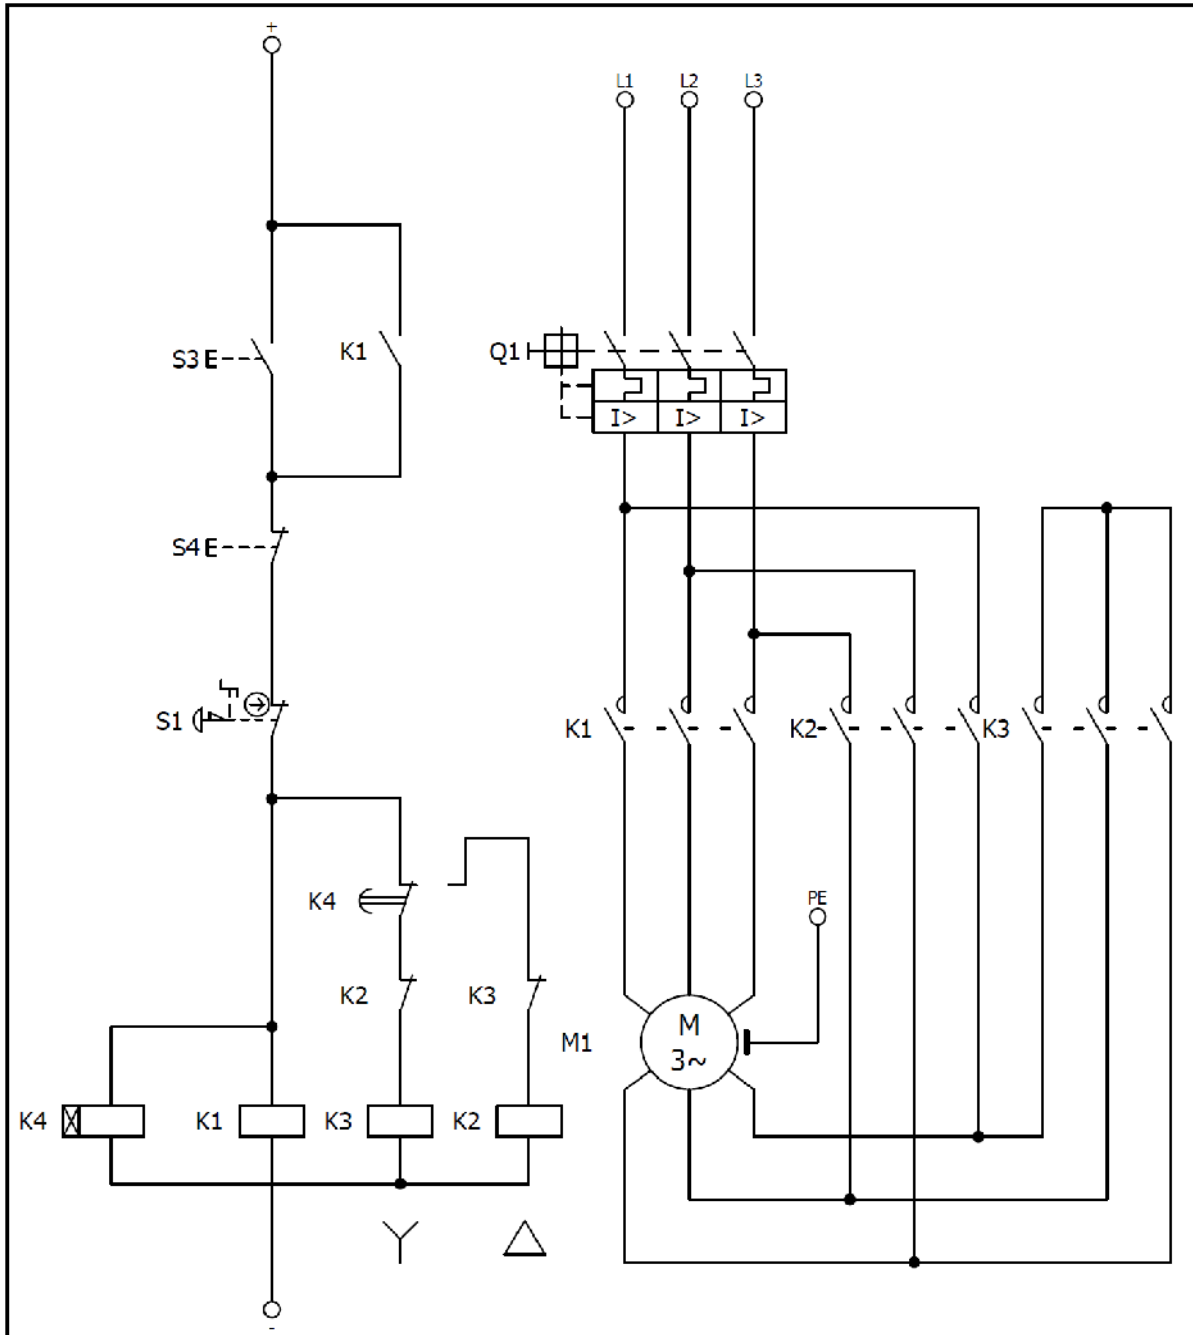 +
L1 L2 L3
S3 K1 Q1
I> I> I>
S4
S1 K1 K2 K3
K4 PE
K2 K3
M1 M
3~
K4 K1 K3 K2
-